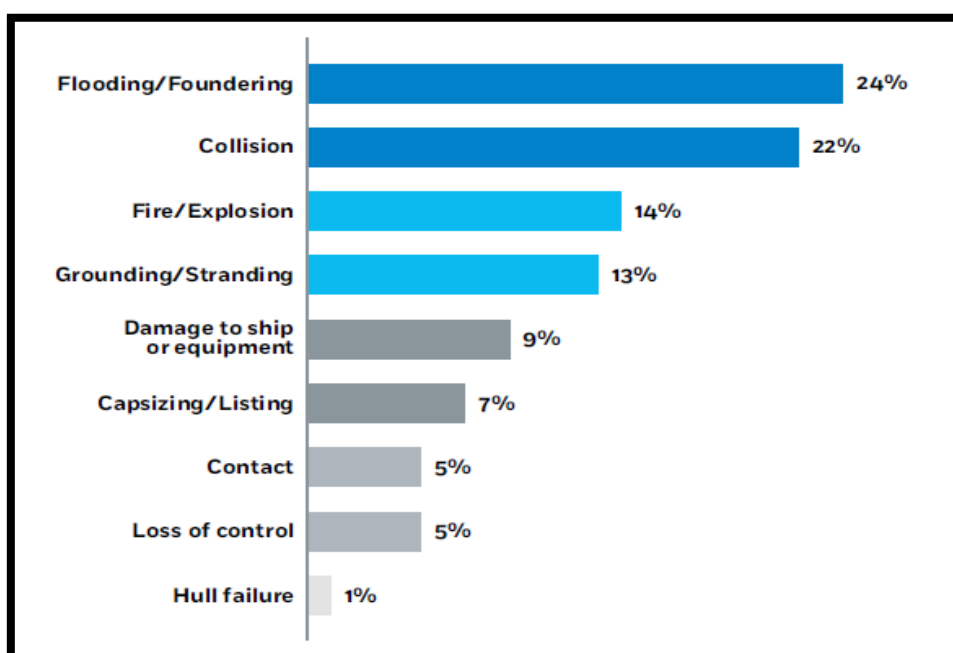 Flooding/Foundering 24%
Collision 22%
Fire/Explosion 14%
Grounding/Stranding 13%
Damage to ship
or equipment 9%
Capsizing/Listing 7%
Contact 5%
Loss of control 5%
Hull failure 1%